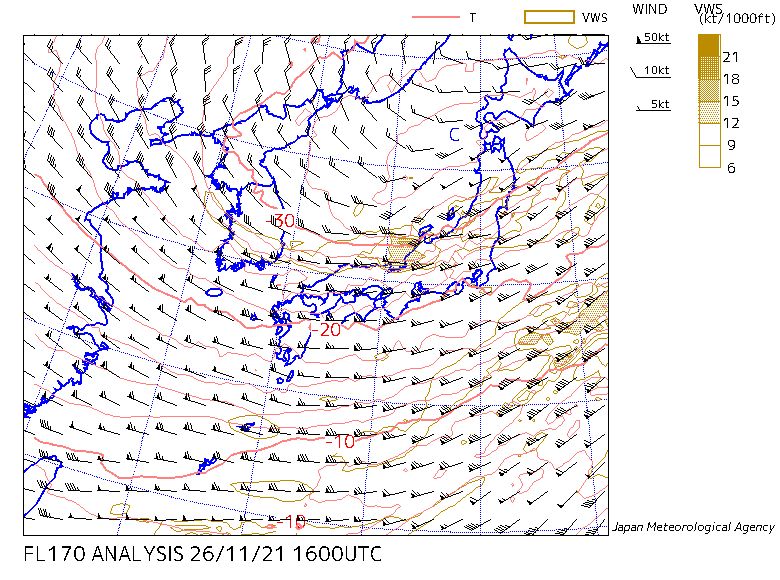 T
VWS
WIND
VWS
(kt/1000ft)
50kt
10kt
5kt
21
18
15
12
9
6
C
-30
-20
-10
-10
Japan Meteorological Agency
FL170 ANALYSIS 26/11/21 1600UTC